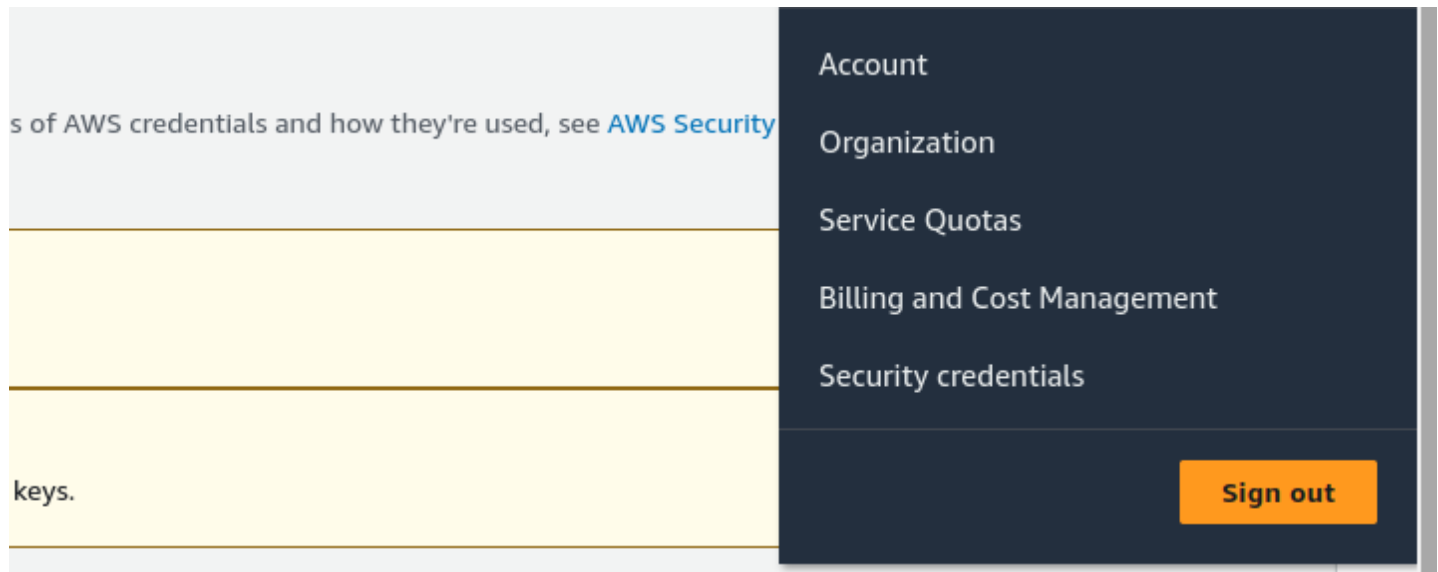 Account
s of AWS credentials and how they're used, see AWS Security
Organization
Service Quotas
Billing and Cost Management
Security credentials
keys.
Sign out